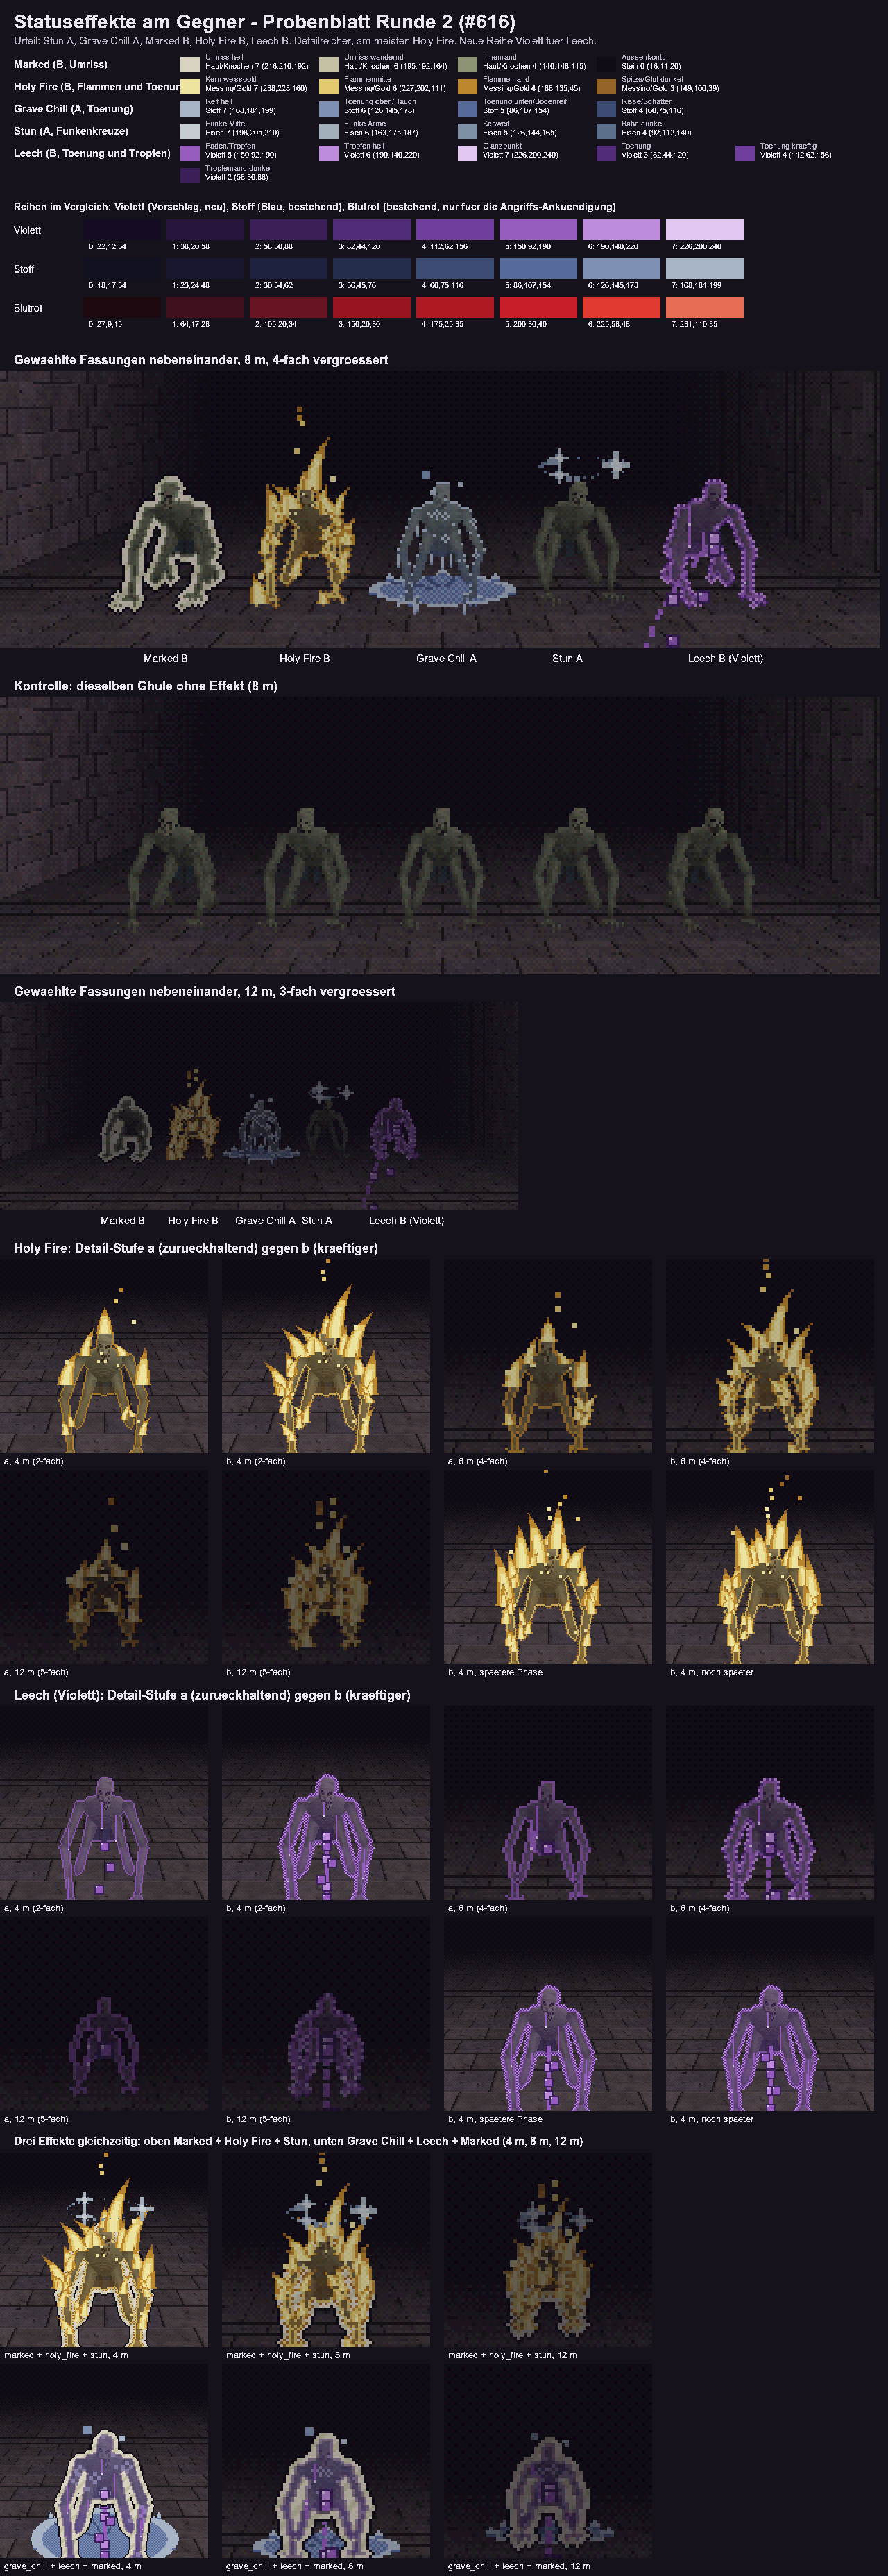 Statuseffekte am Gegner - Probenblatt Runde 2 (#616)
Urteil: Stun A, Grave Chill A, Marked B, Holy Fire B, Leech B. Detailreicher, am meisten Holy Fire. Neue Reihe Violett fuer Leech.
Marked (B, Umriss)
Umriss hell
Haut/Knochen 7 (216,210,192)
Umriss wandernd
Haut/Knochen 6 (195,192,164)
Innenrand
Haut/Knochen 4 (140,148,115)
Aussenkontur
Stein 0 (16,11,20)
Holy Fire (B, Flammen und Toenun
Kern weissgold
Messing/Gold 7 (238,228,160)
Flammenmitte
Messing/Gold 6 (227,202,111)
Flammenrand
Messing/Gold 4 (188,135,45)
Spitze/Glut dunkel
Messing/Gold 3 (149,100,39)
Grave Chill (A, Toenung)
Reif hell
Stoff 7 (168,181,199)
Toenung oben/Hauch
Stoff 6 (126,145,178)
Toenung unten/Bodenreif
Stoff 5 (86,107,154)
Risse/Schatten
Stoff 4 (60,75,116)
Stun (A, Funkenkreuze)
Funke Mitte
Eisen 7 (198,205,210)
Funke Arme
Eisen 6 (163,175,187)
Schweif
Eisen 5 (126,144,165)
Bahn dunkel
Eisen 4 (92,112,140)
Leech (B, Toenung und Tropfen)
Faden/Tropfen
Violett 5 (150,92,190)
Tropfen hell
Violett 6 (190,140,220)
Glanzpunkt
Violett 7 (226,200,240)
Toenung
Violett 3 (82,44,120)
Toenung kraeftig
Violett 4 (112,62,156)
Tropfenrand dunkel
Violett 2 (58,30,88)
Reihen im Vergleich: Violett (Vorschlag, neu), Stoff (Blau, bestehend), Blutrot (bestehend, nur fuer die Angriffs-Ankuendigung)
Violett
0: 22,12,34 1: 38,20,58 2: 58,30,88 3: 82,44,120 4: 112,62,156 5: 150,92,190 6: 190,140,220 7: 226,200,240
Stoff
0: 18,17,34 1: 23,24,48 2: 30,34,62 3: 36,45,76 4: 60,75,116 5: 86,107,154 6: 126,145,178 7: 168,181,199
Blutrot
0: 27,9,15 1: 64,17,28 2: 105,20,34 3: 150,20,30 4: 175,25,35 5: 200,30,40 6: 225,58,48 7: 231,110,85
Gewaehlte Fassungen nebeneinander, 8 m, 4-fach vergroessert
Marked B Holy Fire B Grave Chill A Stun A Leech B (Violett)
Kontrolle: dieselben Ghule ohne Effekt (8 m)
Gewaehlte Fassungen nebeneinander, 12 m, 3-fach vergroessert
Marked B Holy Fire B Grave Chill A Stun A Leech B (Violett)
Holy Fire: Detail-Stufe a (zurueckhaltend) gegen b (kraeftiger)
a, 4 m (2-fach) b, 4 m (2-fach) a, 8 m (4-fach) b, 8 m (4-fach)
a, 12 m (5-fach) b, 12 m (5-fach) b, 4 m, spaetere Phase b, 4 m, noch spaeter
Leech (Violett): Detail-Stufe a (zurueckhaltend) gegen b (kraeftiger)
a, 4 m (2-fach) b, 4 m (2-fach) a, 8 m (4-fach) b, 8 m (4-fach)
a, 12 m (5-fach) b, 12 m (5-fach) b, 4 m, spaetere Phase b, 4 m, noch spaeter
Drei Effekte gleichzeitig: oben Marked + Holy Fire + Stun, unten Grave Chill + Leech + Marked (4 m, 8 m, 12 m)
marked + holy_fire + stun, 4 m marked + holy_fire + stun, 8 m marked + holy_fire + stun, 12 m
grave_chill + leech + marked, 4 m grave_chill + leech + marked, 8 m grave_chill + leech + marked, 12 m